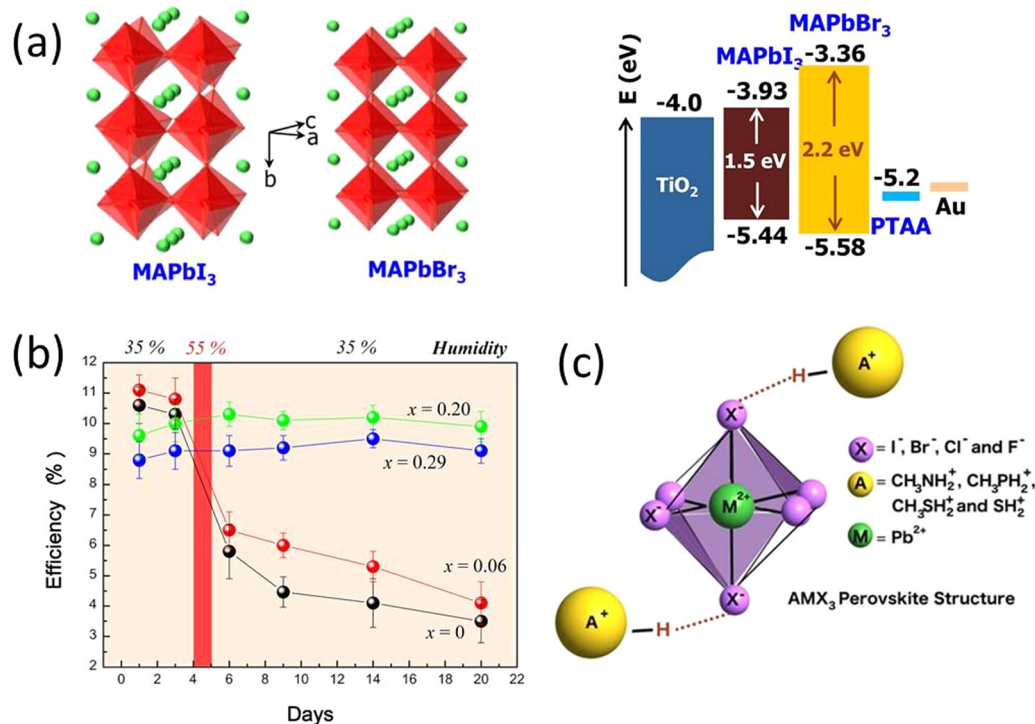 (a)
c
a
b
MAPbI3
MAPbBr3
E (eV)
MAPbBr3
MAPbI3
-3.36
-3.93
-4.0
1.5 eV
2.2 eV
TiO2
-5.2
Au
PTAA
-5.44
-5.58
(b)
35 % 55 % 35 % Humidity
12
11
10
9
8
7
6
5
4
3
2
Efficiency (%)
x = 0.20
x = 0.29
x = 0.06
x = 0
0 2 4 6 8 10 12 14 16 18 20 22
Days
(c)
A+
H
X-
X-
M2+
X-
H
A+
X = I-, Br-, Cl- and F-
A = CH3NH2+, CH3PH2+,
CH3SH2+ and SH2+
M = Pb2+
AMX3 Perovskite Structure